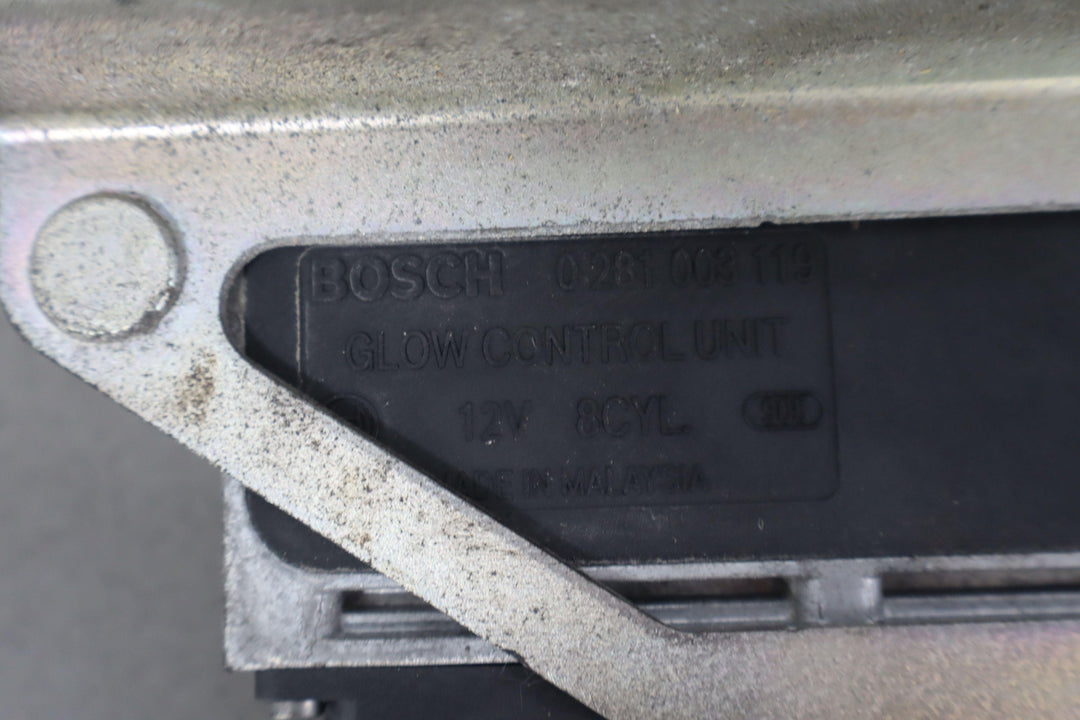 BOSCH 0 281 003 119
GLOW CONTROL UNIT
12V 8CYL.
MADE IN MALAYSIA